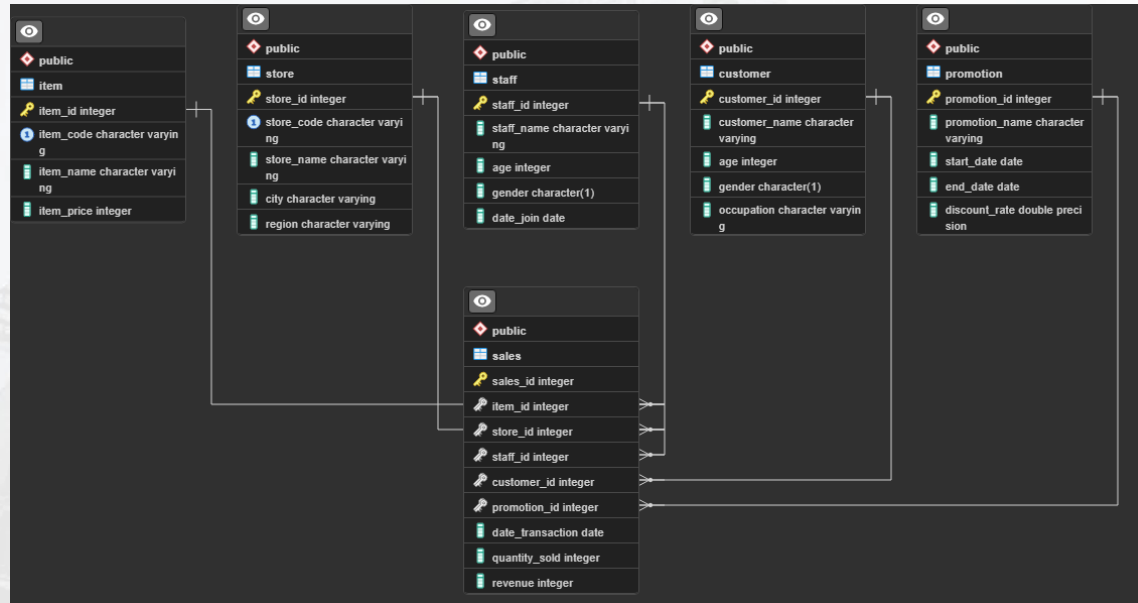 public
item
item_id integer
item_code character varyin
g
item_name character varyi
ng
item_price integer
public
store
store_id integer
store_code character varyi
ng
store_name character varyi
ng
city character varying
region character varying
public
staff
staff_id integer
staff_name character varyi
ng
age integer
gender character(1)
date_join date
public
customer
customer_id integer
customer_name character
varying
age integer
gender character(1)
occupation character varyin
g
public
promotion
promotion_id integer
promotion_name character
varying
start_date date
end_date date
discount_rate double preci
sion
public
sales
sales_id integer
item_id integer
store_id integer
staff_id integer
customer_id integer
promotion_id integer
date_transaction date
quantity_sold integer
revenue integer